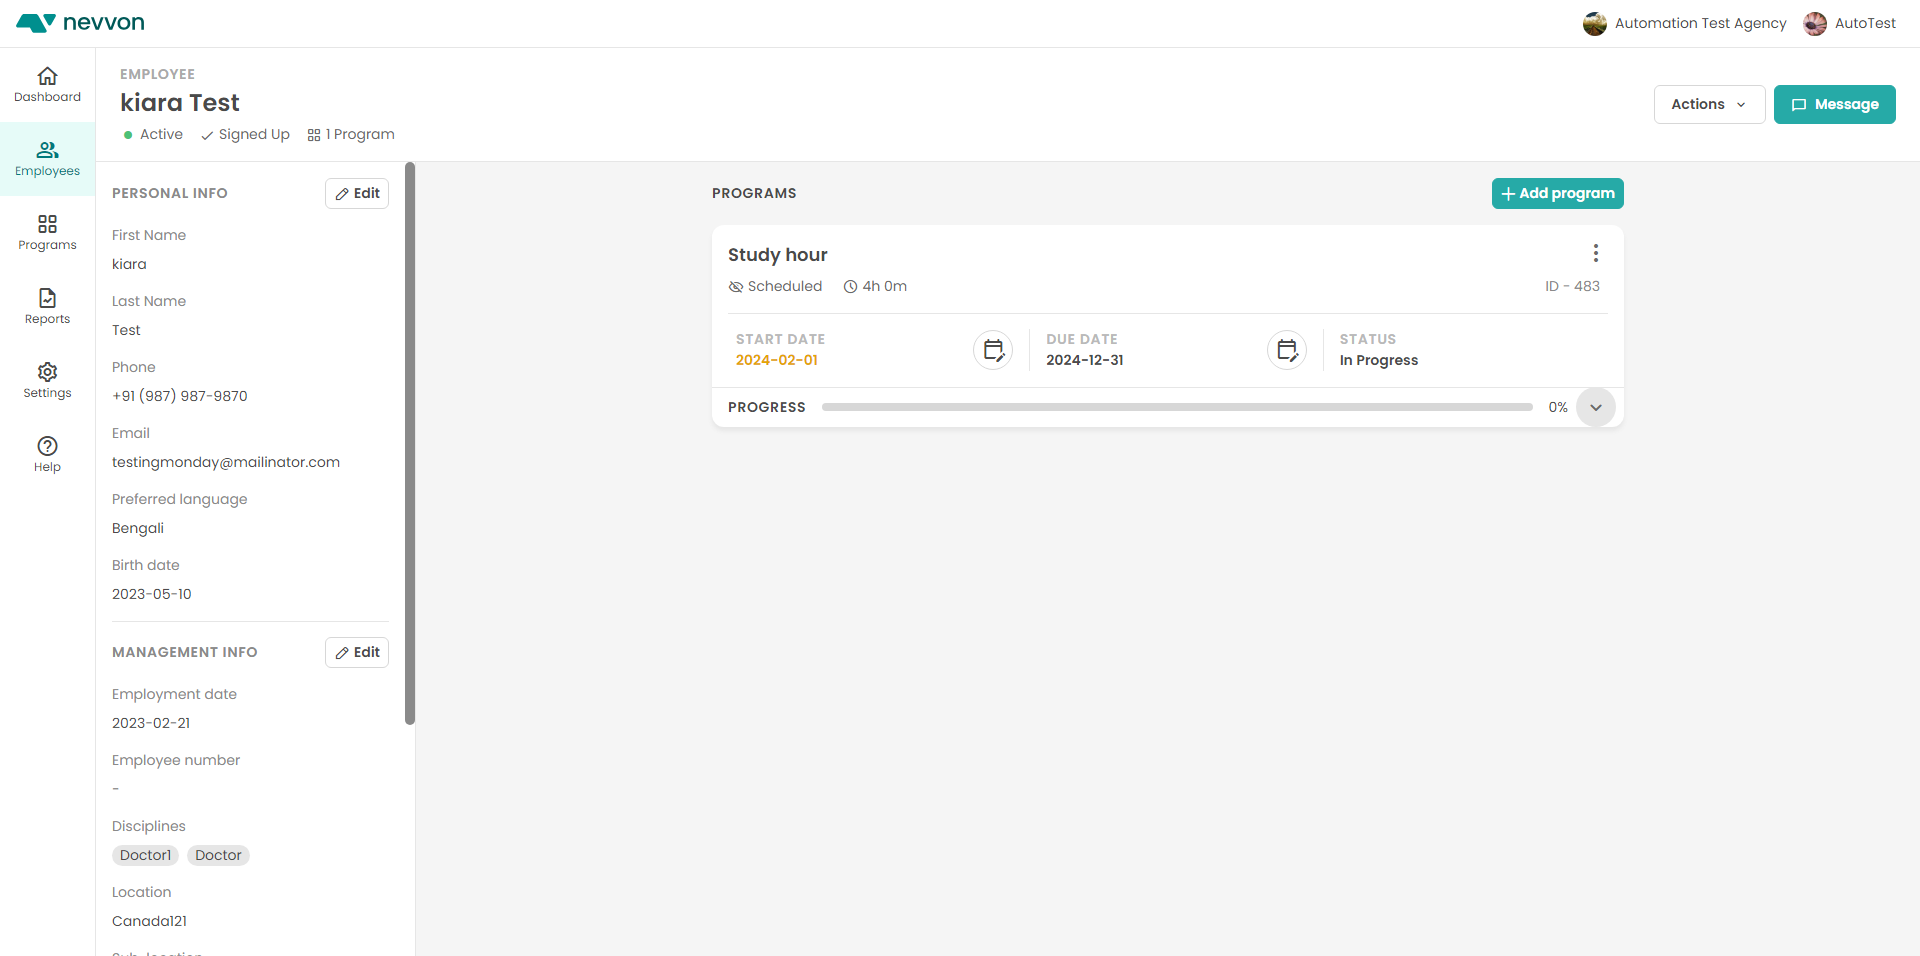 nevvon
Automation Test Agency
AutoTest
Dashboard
Employees
Programs
Reports
Settings
Help
EMPLOYEE
kiara Test
Active
Signed Up
1 Program
Actions
Message
PERSONAL INFO
Edit
First Name
kiara
Last Name
Test
Phone
+91 (987) 987-9870
Email
testingmonday@mailinator.com
Preferred language
Bengali
Birth date
2023-05-10
MANAGEMENT INFO
Edit
Employment date
2023-02-21
Employee number
-
Disciplines
Doctor1 Doctor
Location
Canada121
PROGRAMS
Add program
Study hour
Scheduled
4h 0m
ID - 483
START DATE
2024-02-01
DUE DATE
2024-12-31
STATUS
In Progress
PROGRESS
0%